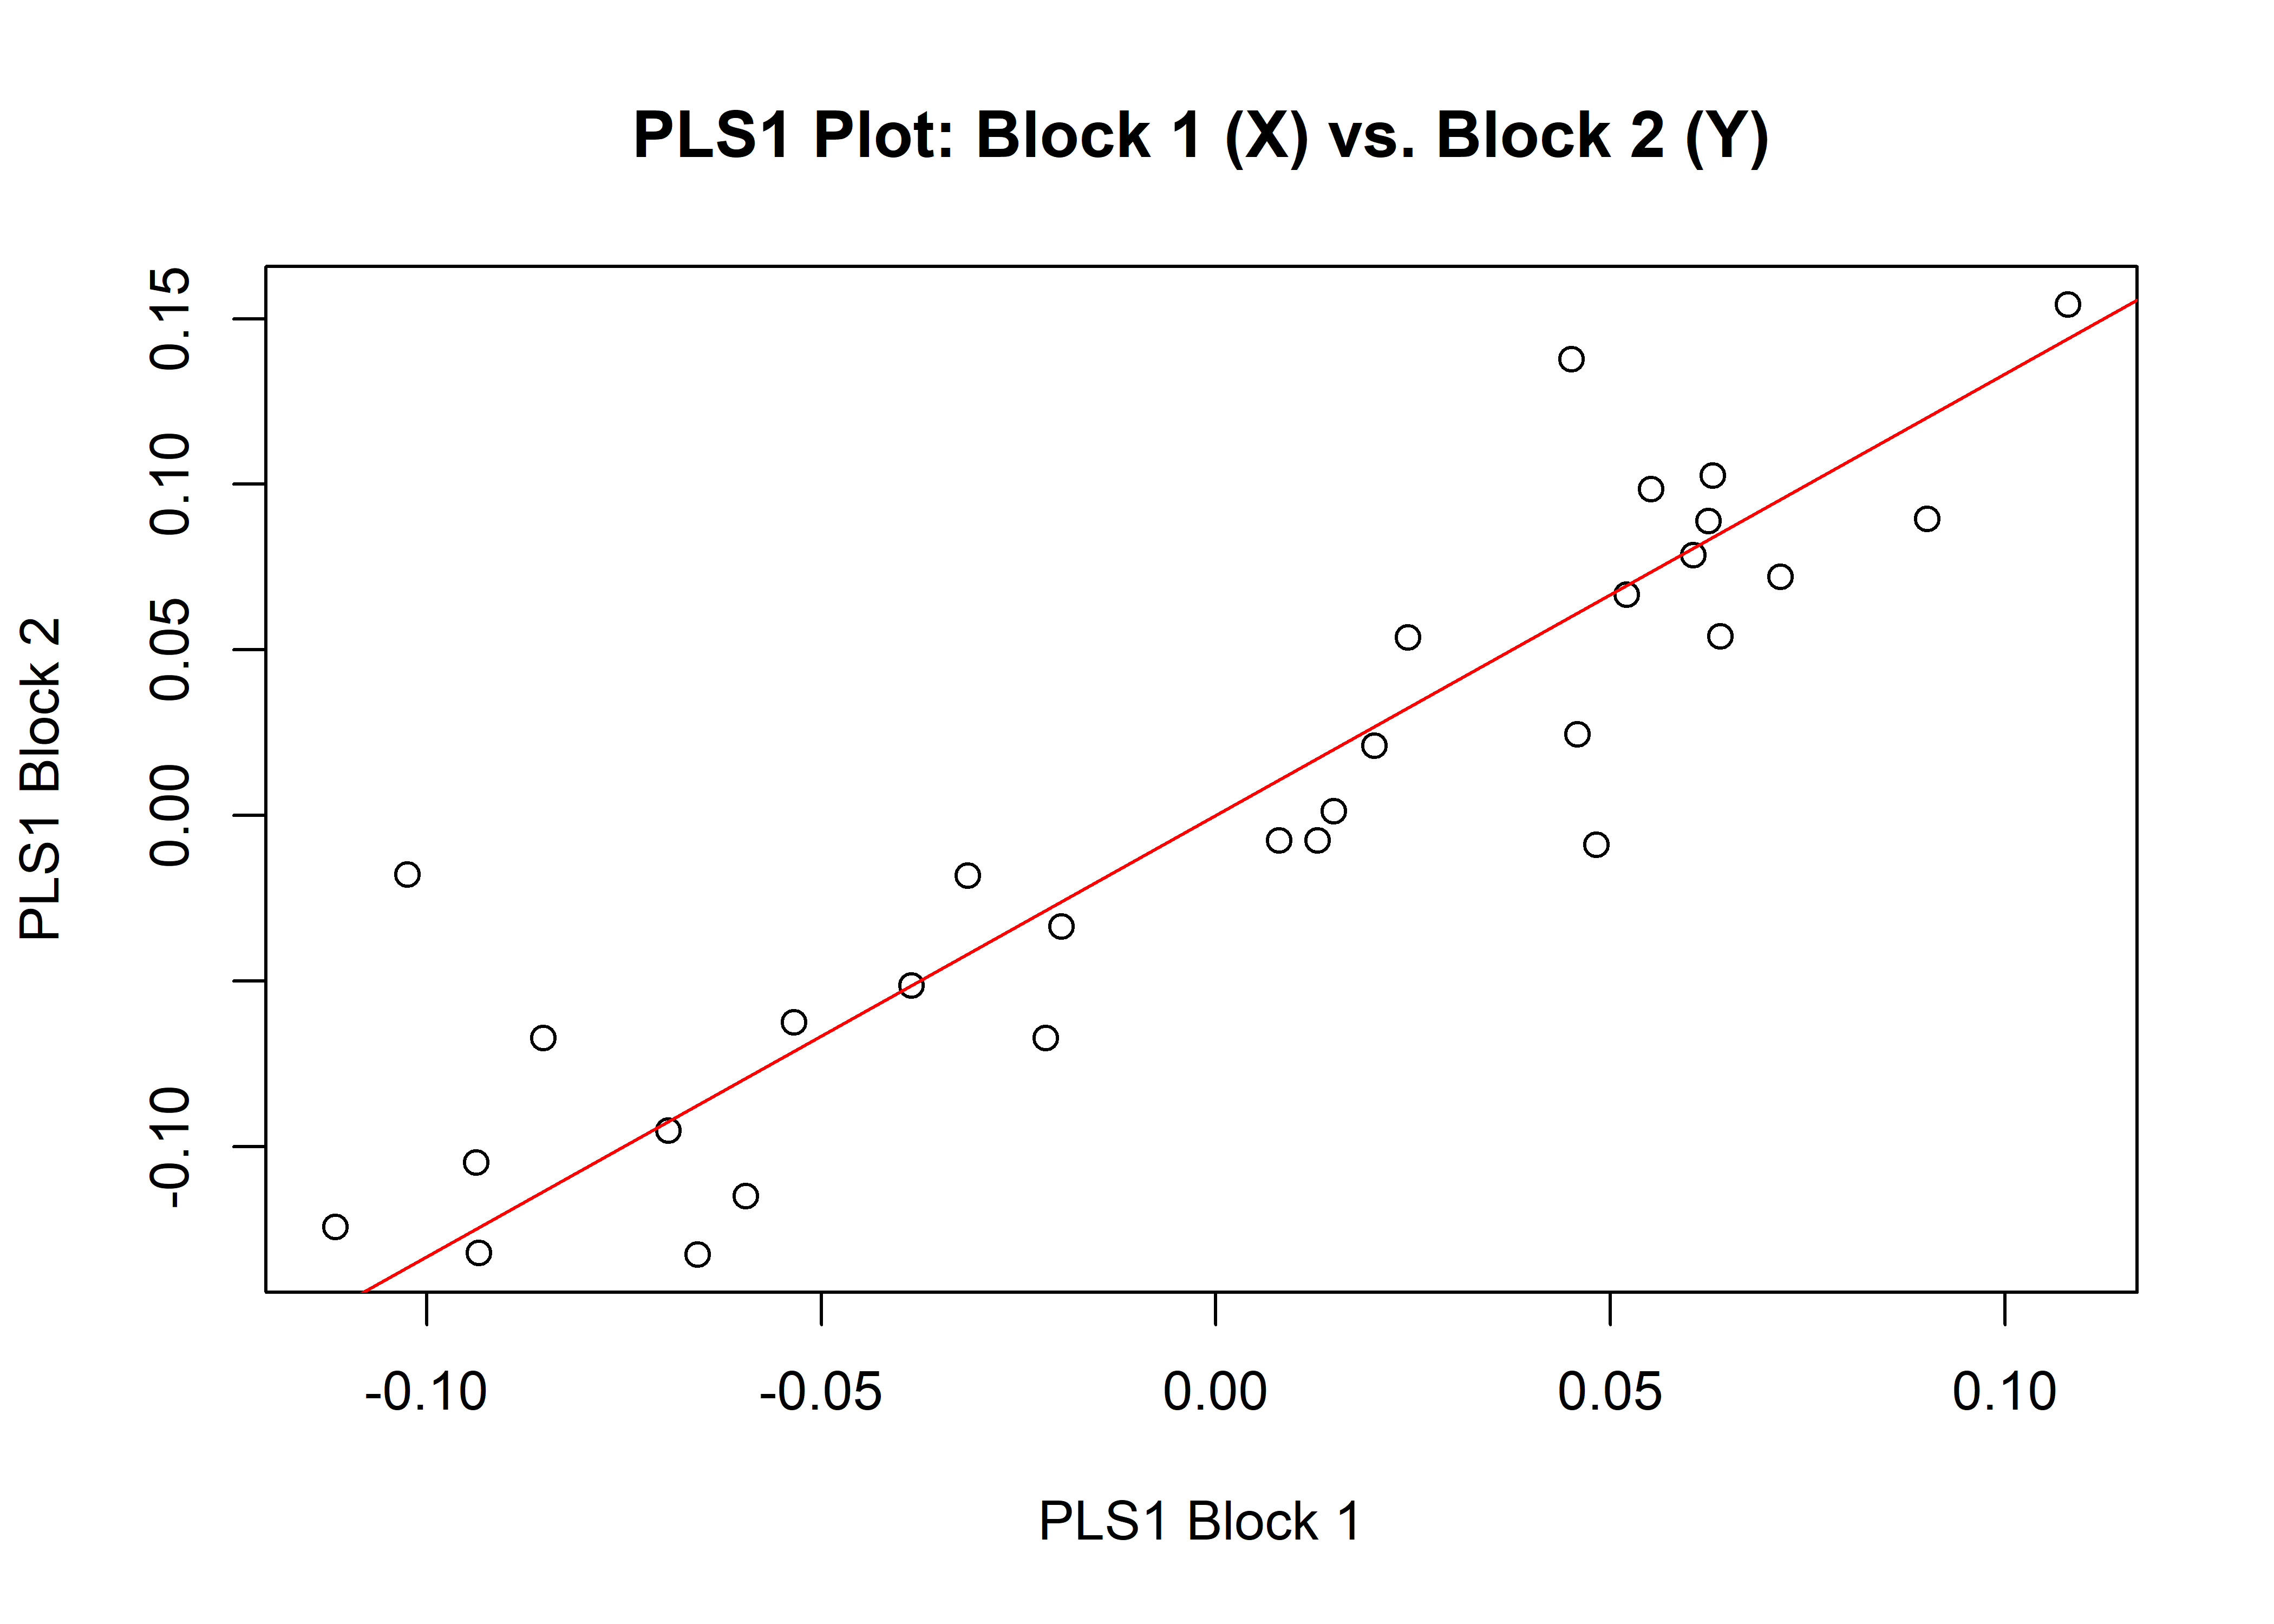 PLS1 Plot: Block 1 (X) vs. Block 2 (Y)
PLS1 Block 2
0.15
0.10
0.05
0.00
-0.10
-0.10 -0.05 0.00 0.05 0.10
PLS1 Block 1